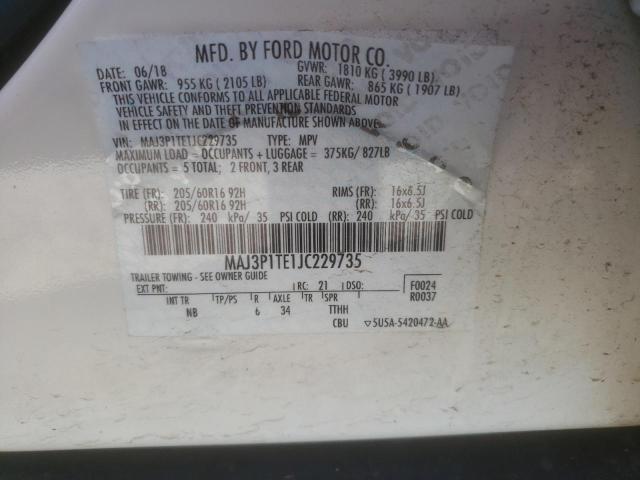 MFD. BY FORD MOTOR CO.
DATE: 06/18 GVWR: 1810 KG ( 3990 LB)
FRONT GAWR: 955 KG ( 2105 LB) REAR GAWR: 865 KG ( 1907 LB)
THIS VEHICLE CONFORMS TO ALL APPLICABLE FEDERAL MOTOR
VEHICLE SAFETY AND THEFT PREVENTION STANDARDS
IN EFFECT ON THE DATE OF MANUFACTURE SHOWN ABOVE.
VIN: MAJ3P1TE1JC229735 TYPE: MPV
MAXIMUM LOAD = OCCUPANTS + LUGGAGE = 375KG/ 827LB
OCCUPANTS = 5 TOTAL; 2 FRONT, 3 REAR
TIRE (FR): 205/60R16 92H RIMS (FR): 16x6.5J
(RR): 205/60R16 92H (RR): 16x6.5J
PRESSURE (FR): 240 kPa/ 35 PSI COLD (RR): 240 kPa/ 35 PSI COLD
MAJ3P1TE1JC229735
TRAILER TOWING - SEE OWNER GUIDE
EXT PNT: RC: 21 DSO: F0024
R0037
INT TR TP/PS R AXLE TR SPR
NB 6 34 TTHH
CBU ▽5USA-5420472-AA
VOID